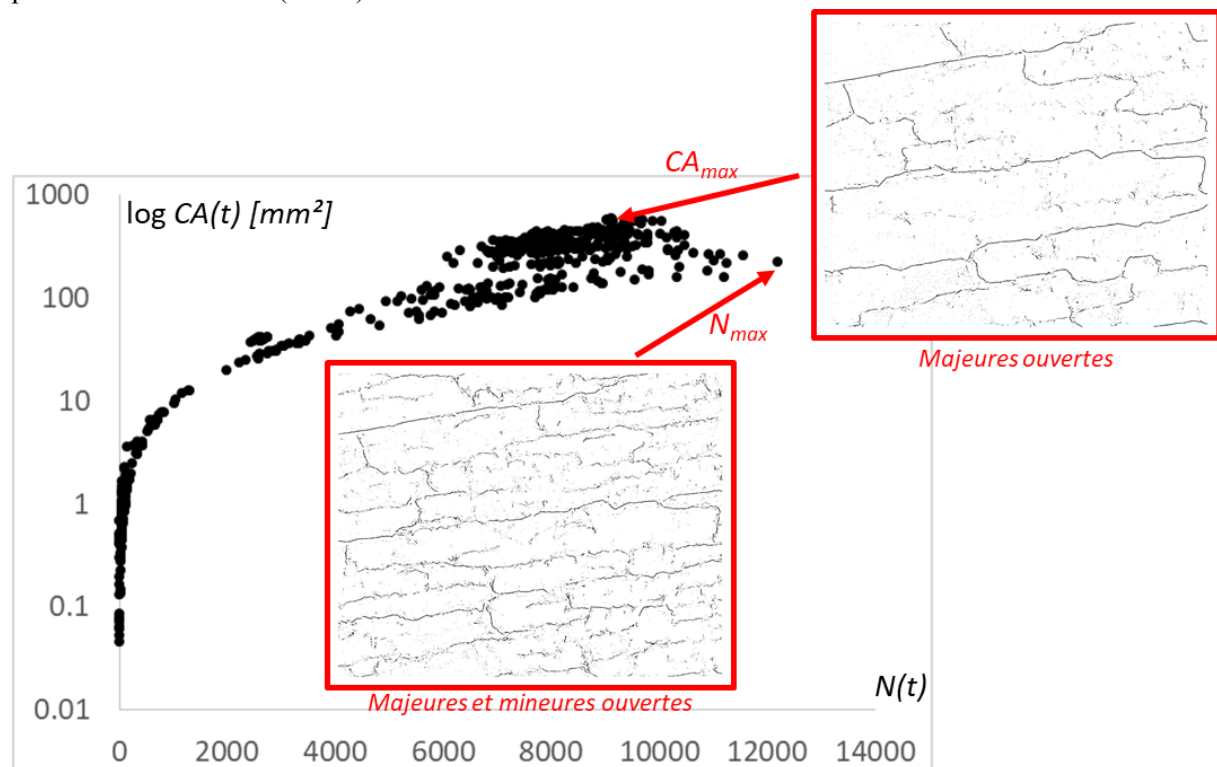 CA_max
1000
log CA(t) [mm²]
100
N_max
Majeures ouvertes
10
1
0.1
N(t)
Majeures et mineures ouvertes
0.01
0 2000 4000 6000 8000 10000 12000 14000